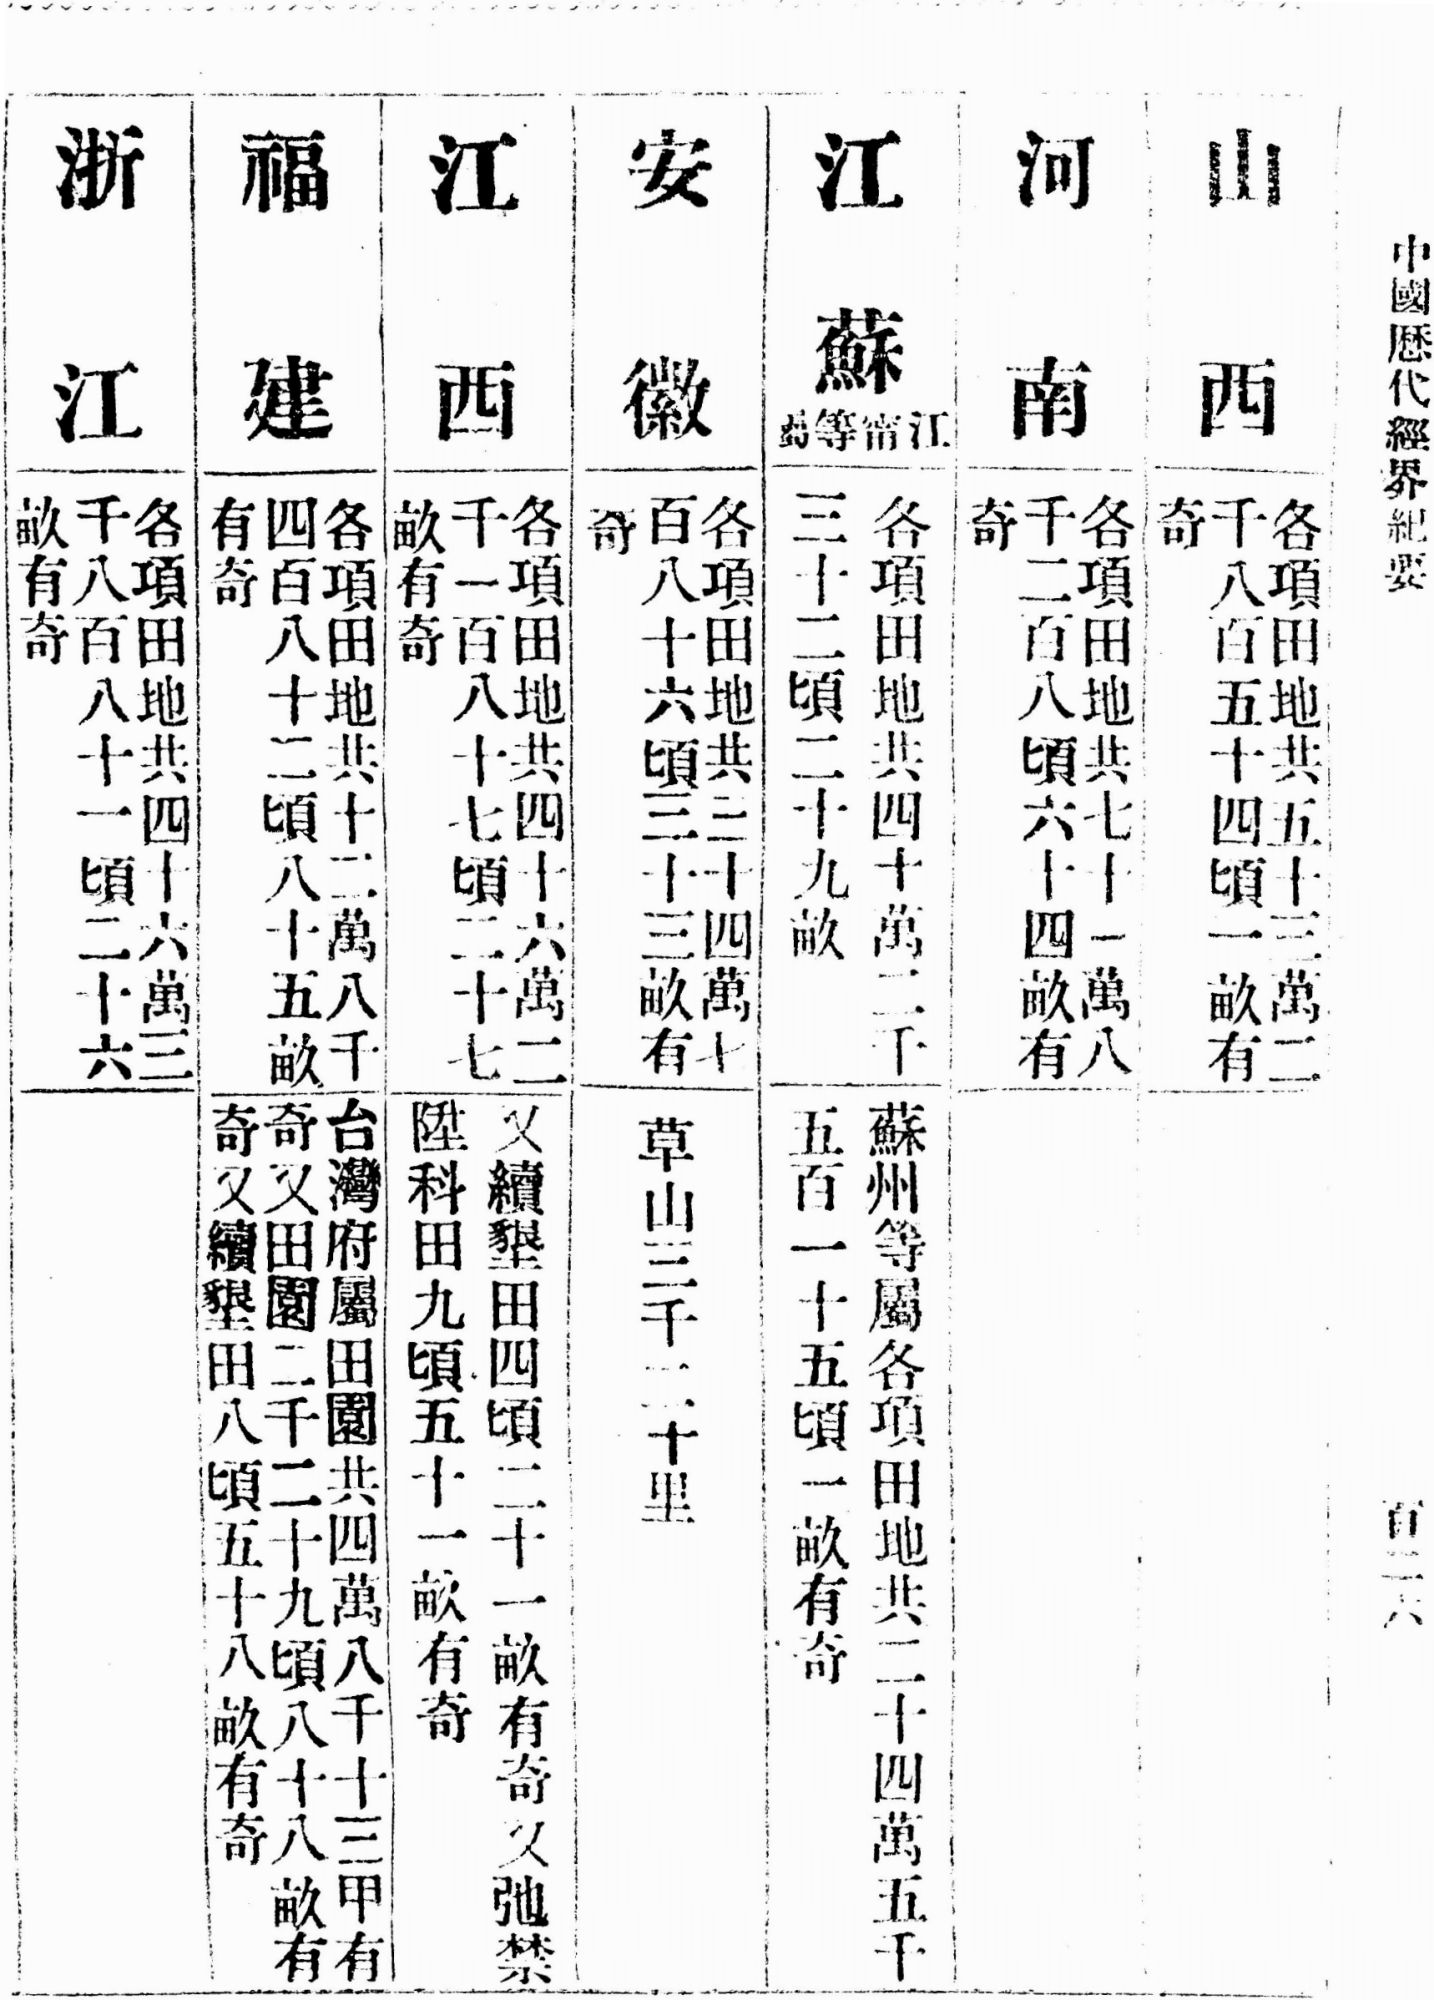 中國歷代經界紀要
百二六
山西
各項田地共五十三萬二
千八百五十四頃一畝有
奇
河南
各項田地共七十一萬八
千二百八頃六十四畝有
奇
江蘇
江甯等屬
各項田地共四十萬二千
三十二頃二十九畝
蘇州等屬各項田地共二十四萬五千
五百一十五頃一畝有奇
安徽
各項田地共三十四萬七
百八十六頃三十三畝有
奇
草山三千二十里
江西
各項田地共四十六萬二
千一百八十七頃二十七
畝有奇
又續墾田四頃二十一畝有奇又弛禁
陞科田九頃五十一畝有奇
福建
各項田地共十二萬八千
四百八十二頃八十五畝
有奇
台灣府屬田園共四萬八千十三甲有
奇又田園二千二十九頃八十八畝有
奇又續墾田八頃五十八畝有奇
浙江
各項田地共四十六萬三
千八百八十一頃二十六
畝有奇